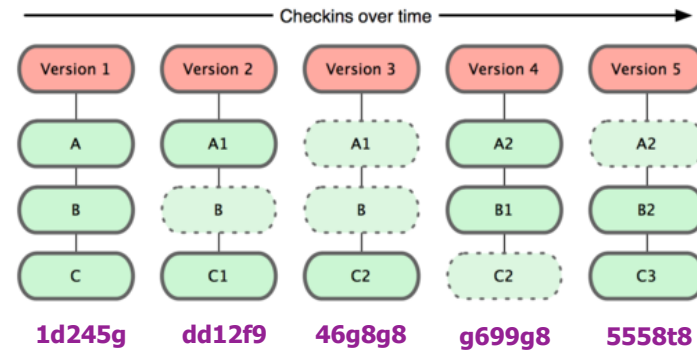 Checkins over time
Version 1 Version 2 Version 3 Version 4 Version 5
A A1 A1 A2 A2
B B B B1 B2
C C1 C2 C2 C3
1d245g dd12f9 46g8g8 g699g8 5558t8